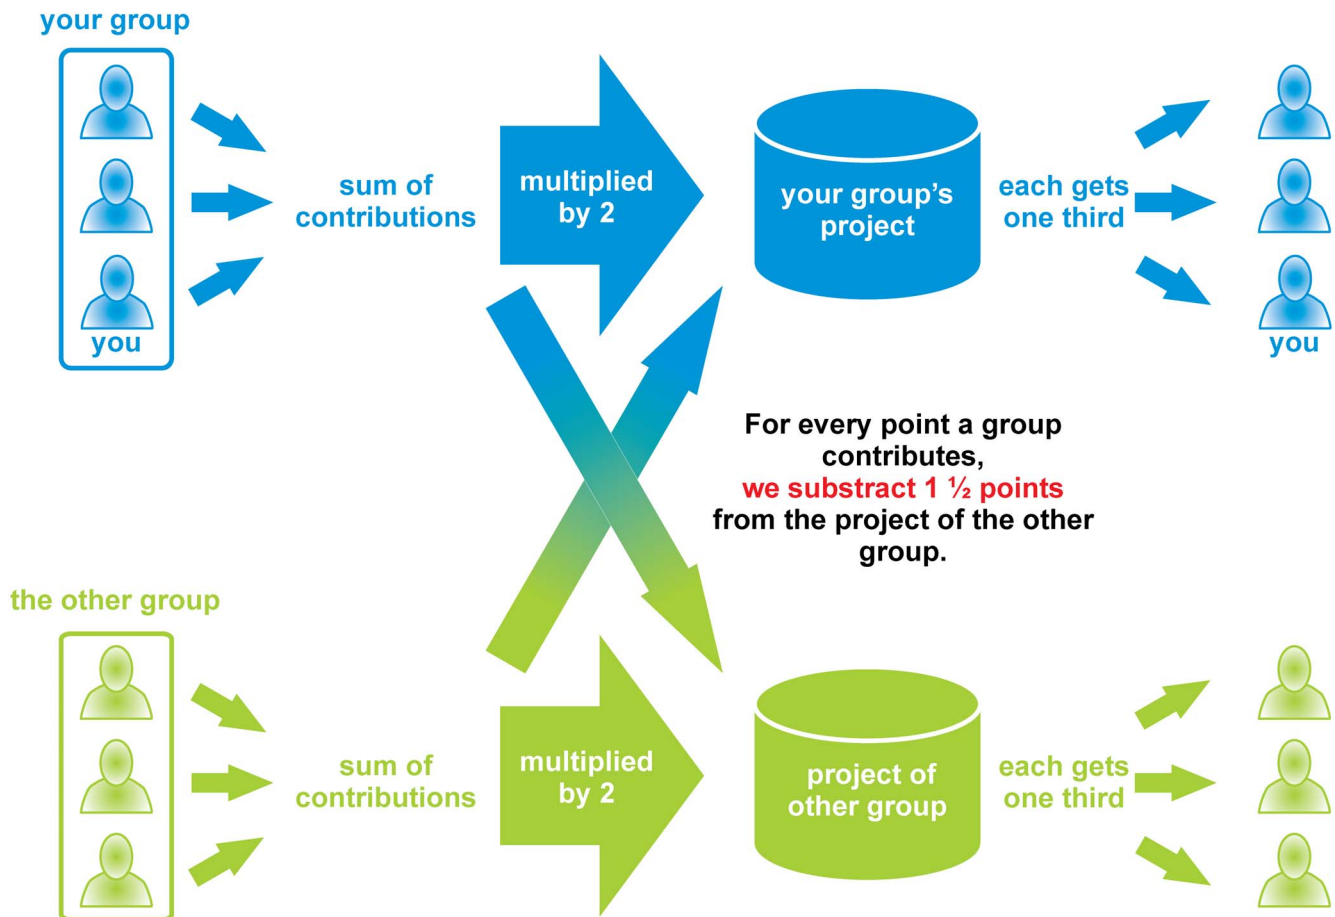 your group
you
sum of
contributions
multiplied
by 2
your group’s
project
each gets
one third
you
For every point a group
contributes,
we substract 1 ½ points
from the project of the other
group.
the other group
sum of
contributions
multiplied
by 2
project of
other group
each gets
one third